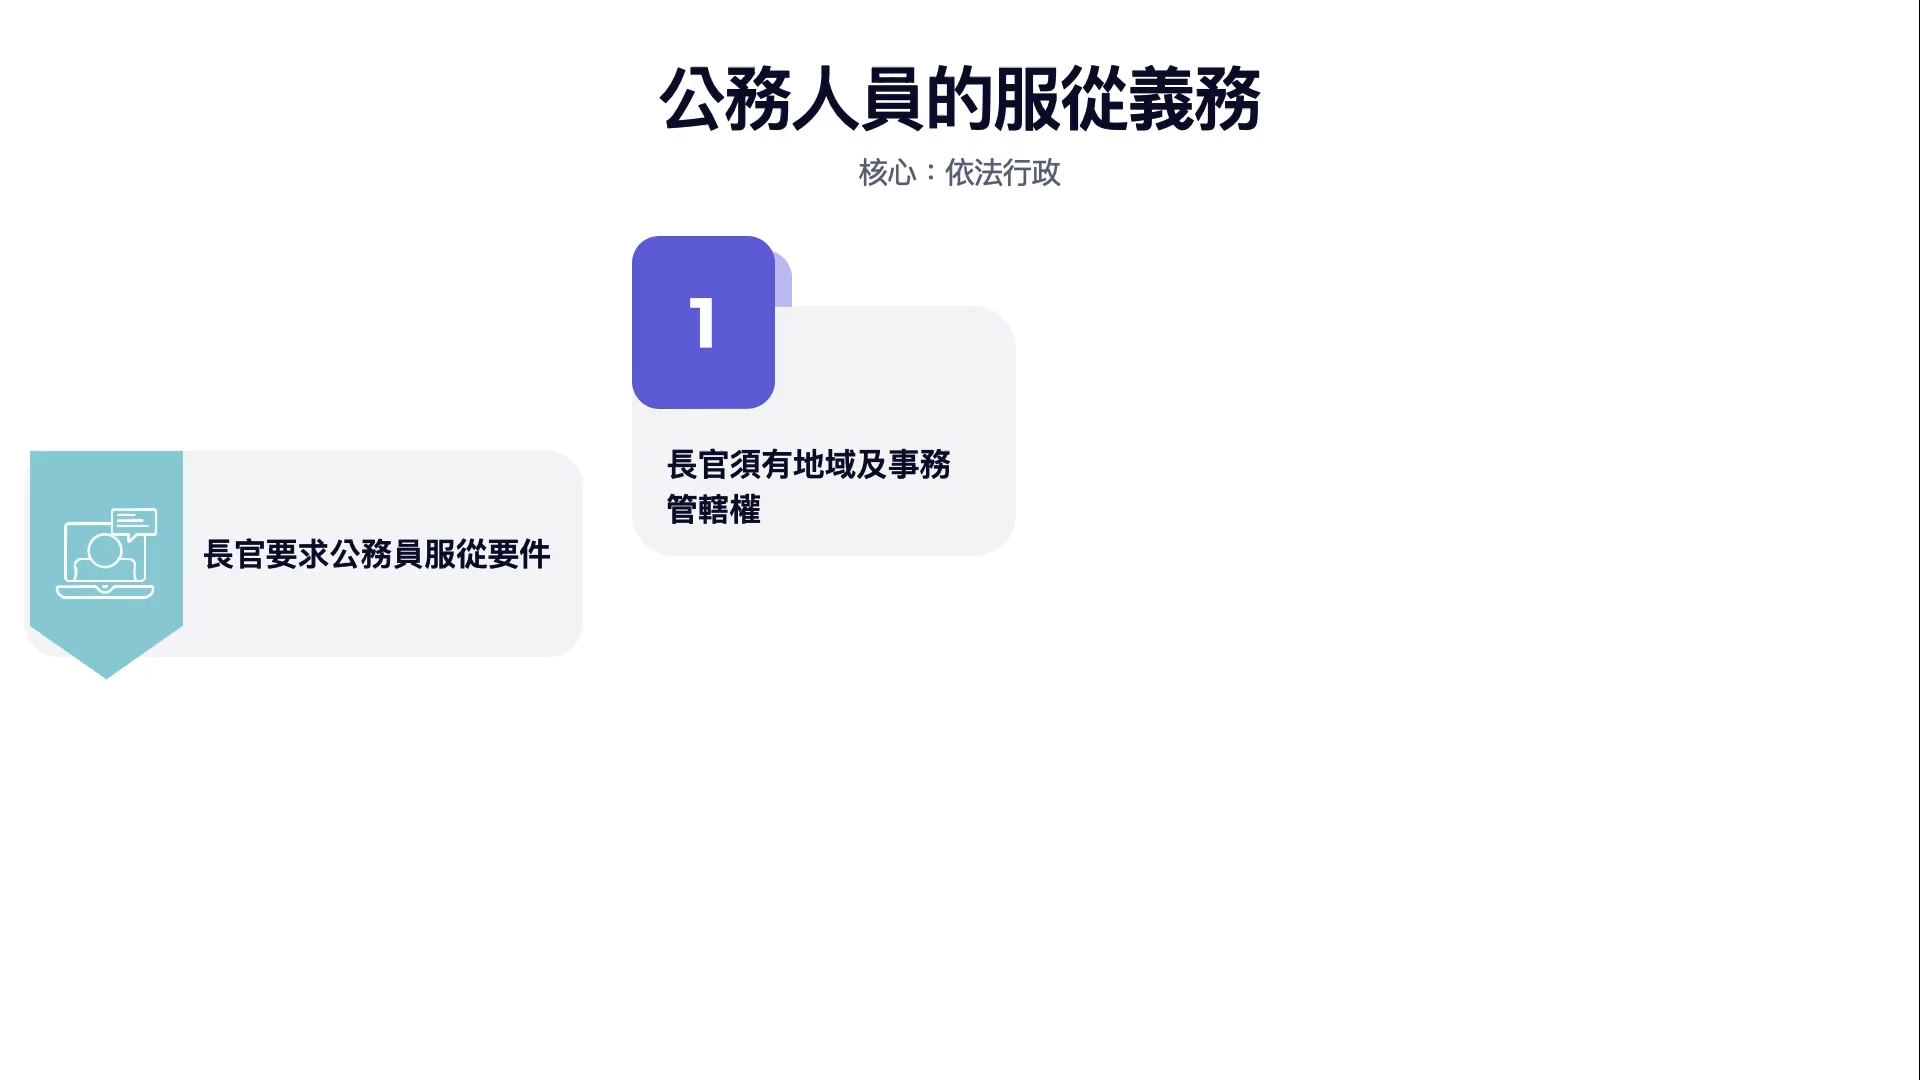 公務人員的服從義務
核心：依法行政
長官要求公務員服從要件
1
長官須有地域及事務
管轄權